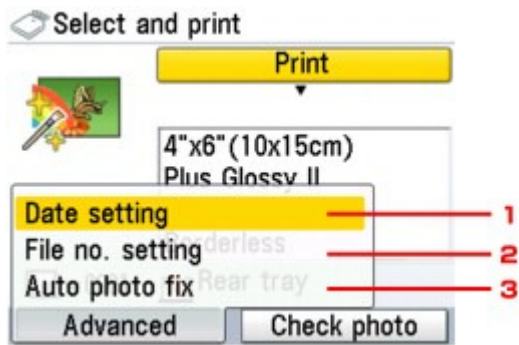 Select and print
Print
4"x6"(10x15cm)
Plus Glossy II
Date setting
1
File no. setting
2
Borderless
Auto photo fix
3
Rear tray
Advanced
Check photo